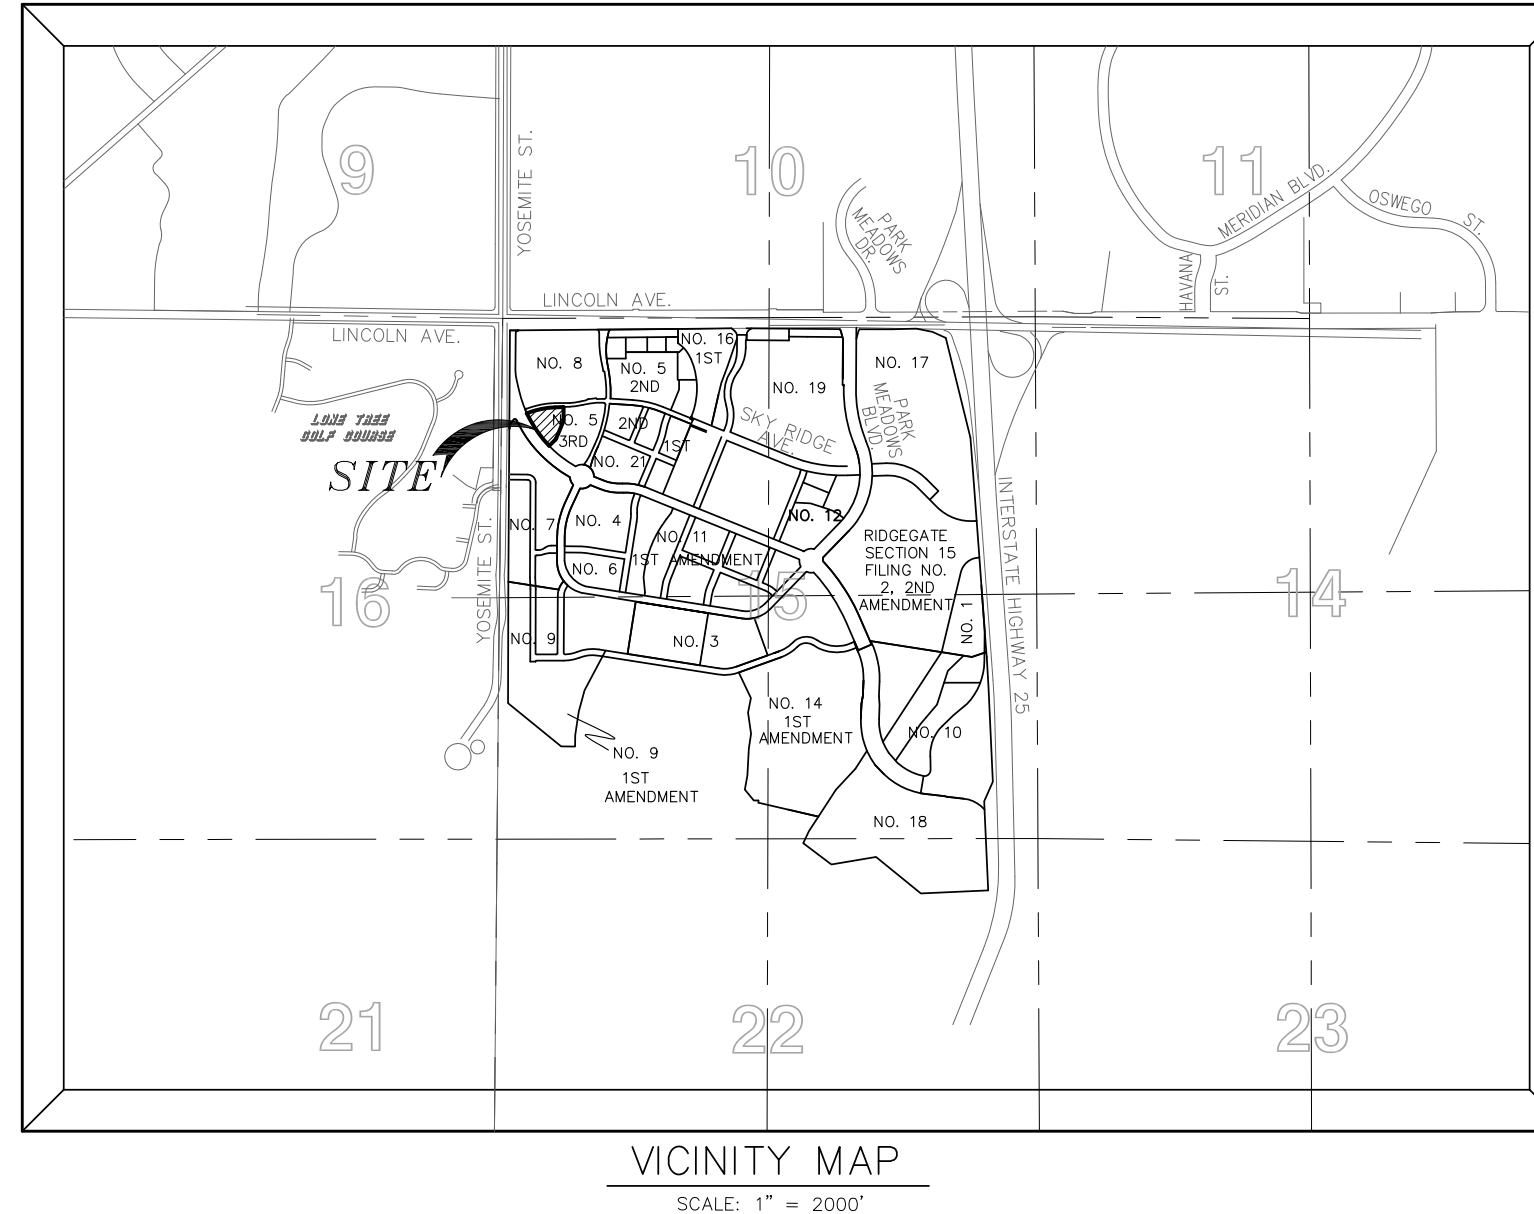 9
10
11
YOSEMITE ST.
PARK
MEADOWS
DR.
MERIDIAN BLVD.
OSWEGO
ST.
HAVANA
ST.
LINCOLN AVE.
LINCOLN AVE.
NO. 8
NO. 5
2ND
NO. 16
1ST
NO. 19
NO. 17
PARK
MEADOWS
BLVD.
LONE TREE
GOLF COURSE
SITE
NO. 5
3RD
2ND
1ST
SKY RIDGE
AVE.
NO. 21
NO. 7
NO. 4
NO. 11
1ST AMENDMENT
NO. 12
NO. 6
RIDGEGATE
SECTION 15
FILING NO.
2, 2ND
AMENDMENT
NO. 1
INTERSTATE HIGHWAY 25
YOSEMITE ST.
16
15
14
NO. 9
NO. 3
NO. 14
1ST
AMENDMENT
NO. 10
NO. 9
1ST
AMENDMENT
NO. 18
21
22
23
VICINITY MAP
SCALE: 1" = 2000'